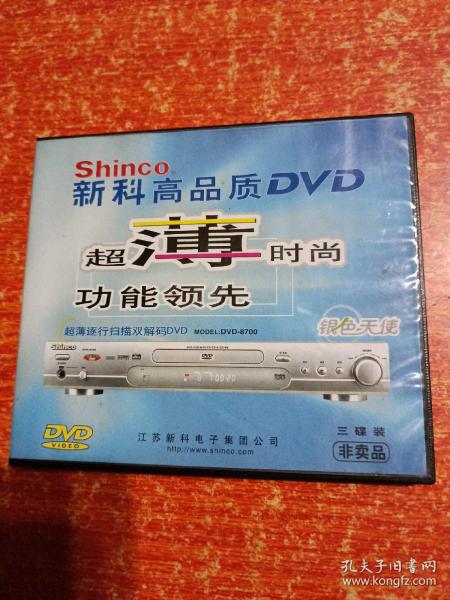 Shinco
新科高品质DVD
超薄时尚
功能领先
超薄逐行扫描双解码DVD MODEL:DVD-8700
银色天使
Shinco
DVD
VIDEO
江苏新科电子集团公司
http://www.shinco.com
三碟装
非卖品
孔夫子旧书网
www.kongfz.com